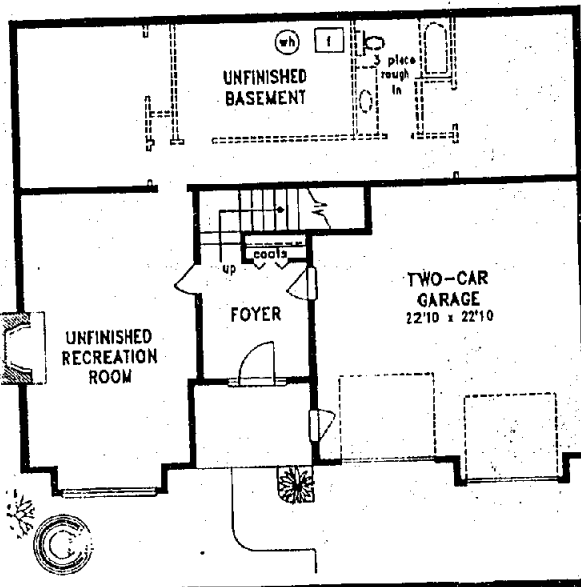 wh
f
3 place
rough
in
UNFINISHED
BASEMENT
up
coats
FOYER
TWO-CAR
GARAGE
22'10 x 22'10
UNFINISHED
RECREATION
ROOM